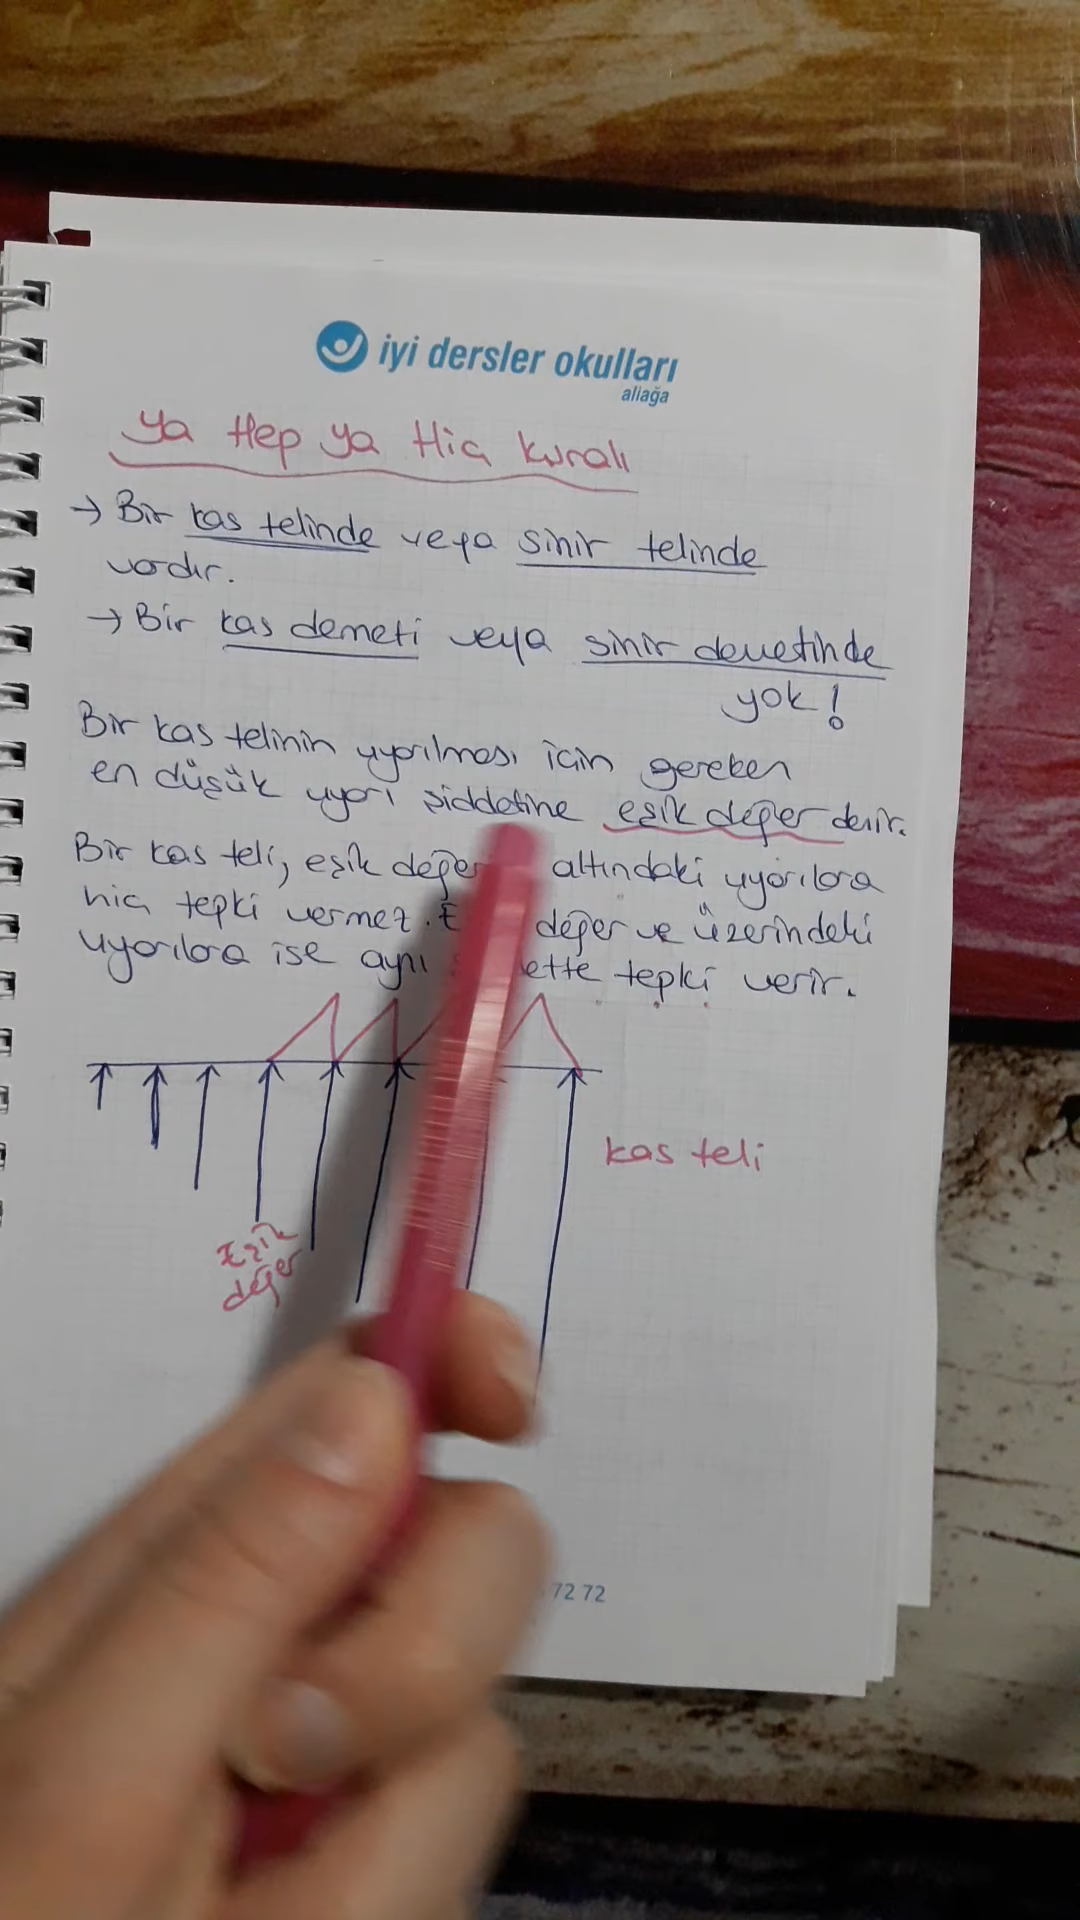 iyi dersler okulları
aliağa
Ya Hep Ya Hiç Kuralı
→ Bir kas telinde veya sinir telinde
vardır.
→ Bir kas demeti veya sinir demetinde
yok!
Bir kas telinin uyarılması için gereken
en düşük uyarı şiddetine eşik değer denir.
Bir kas teli, eşik değer altındaki uyarılara
hiç tepki vermez. değer ve üzerindeki
uyarılara ise aynı tepki verir.
kas teli
Eşik
değer
72 72